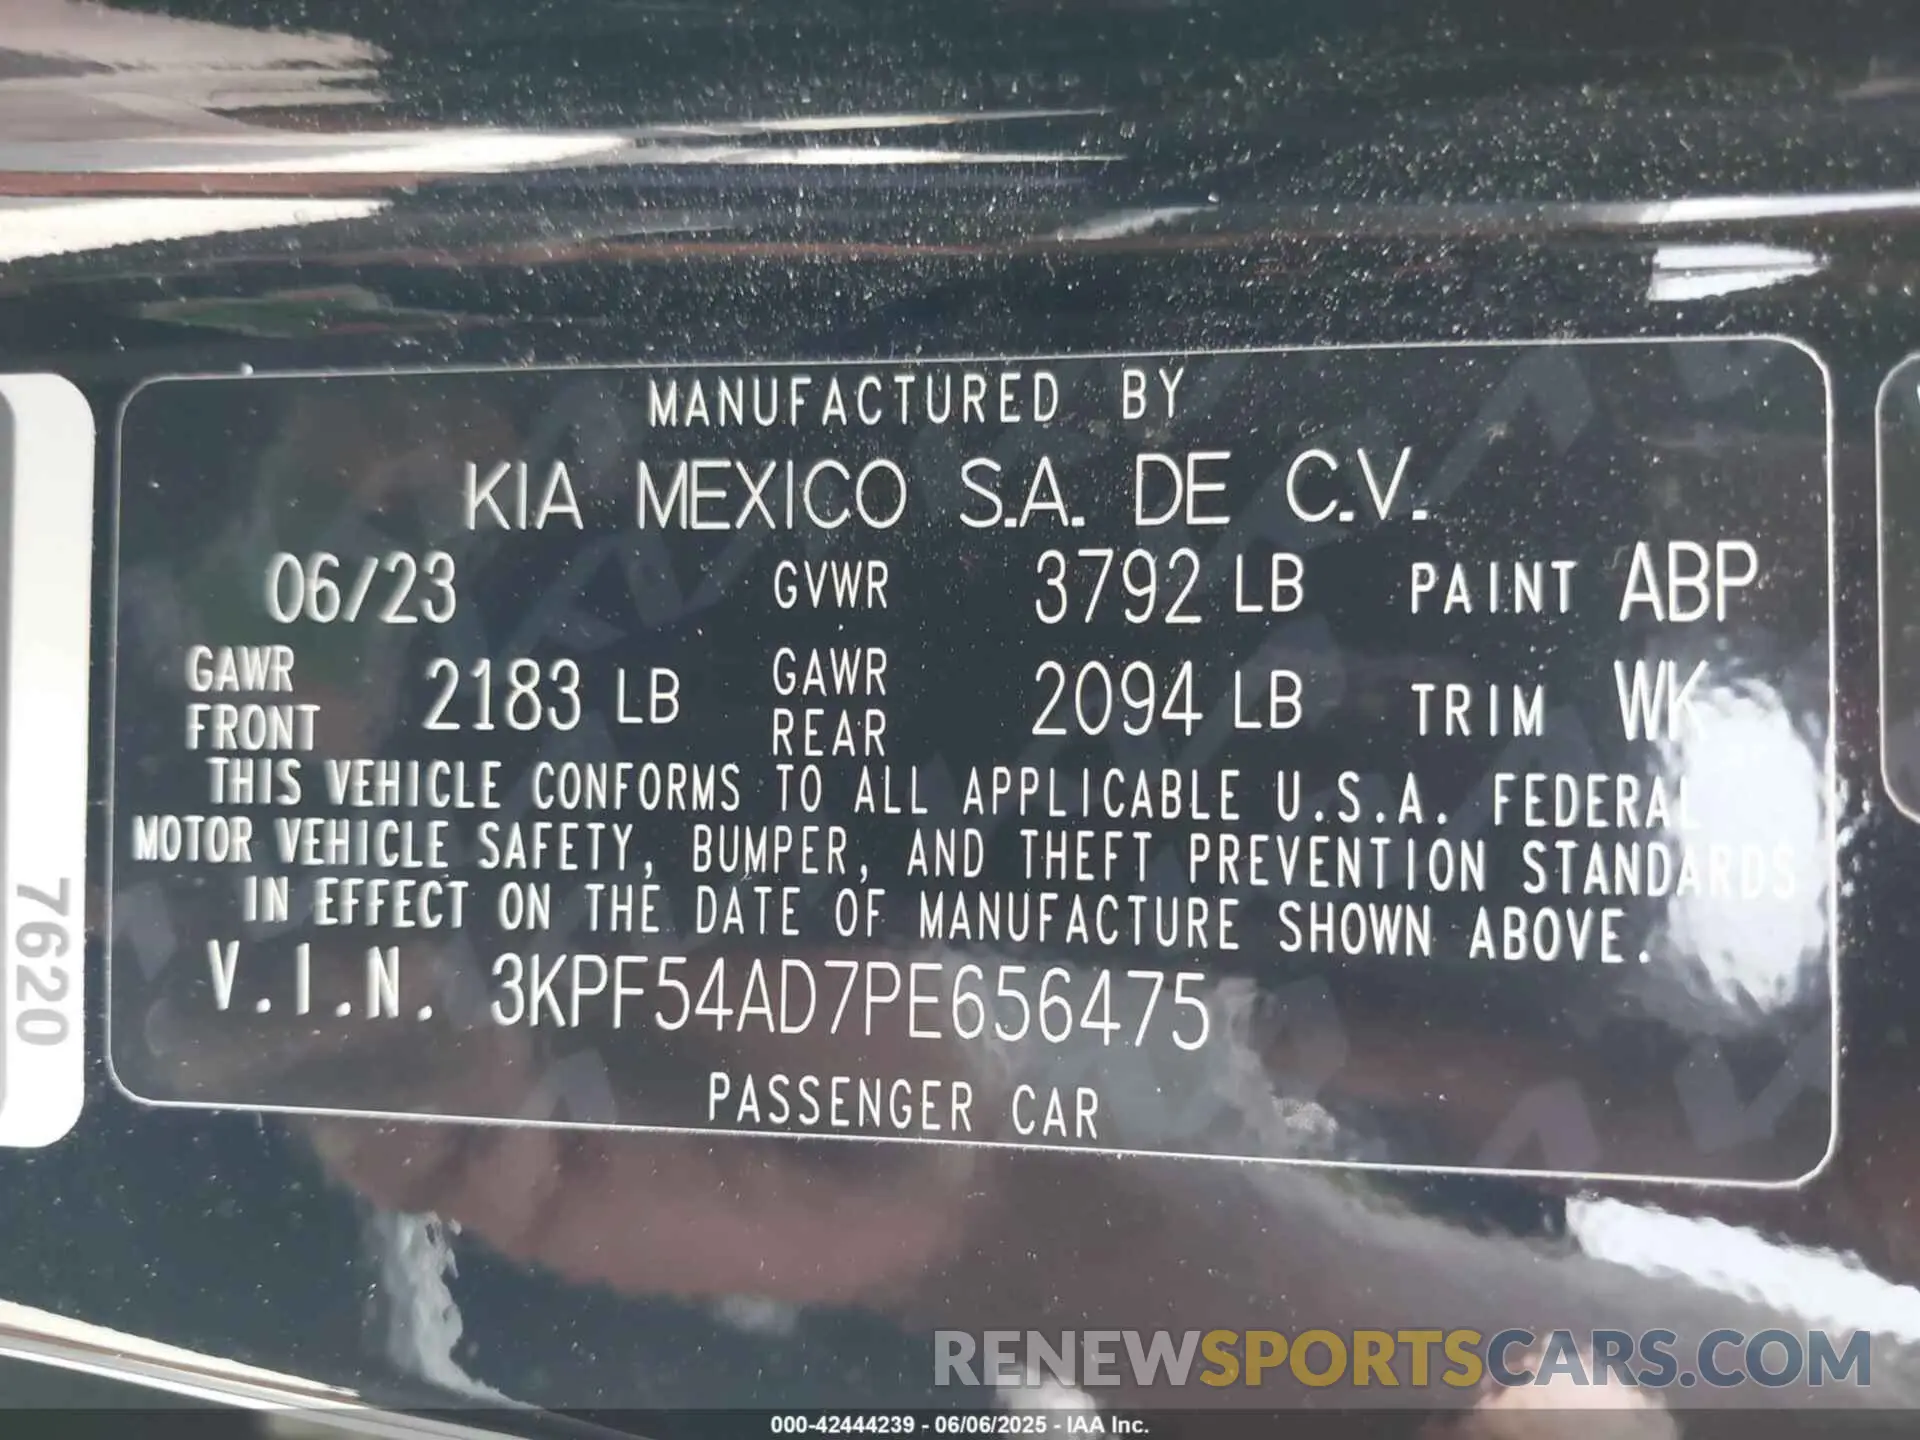 MANUFACTURED BY
KIA MEXICO S.A. DE C.V.
06/23 GVWR 3792 LB PAINT ABP
GAWR FRONT 2183 LB GAWR REAR 2094 LB TRIM WK
THIS VEHICLE CONFORMS TO ALL APPLICABLE U.S.A. FEDERAL
MOTOR VEHICLE SAFETY, BUMPER, AND THEFT PREVENTION STANDARDS
IN EFFECT ON THE DATE OF MANUFACTURE SHOWN ABOVE.
V.I.N. 3KPF54AD7PE656475
PASSENGER CAR
7620
RENEWSPORTSCARS.COM
000-42444239 - 06/06/2025 - IAA Inc.